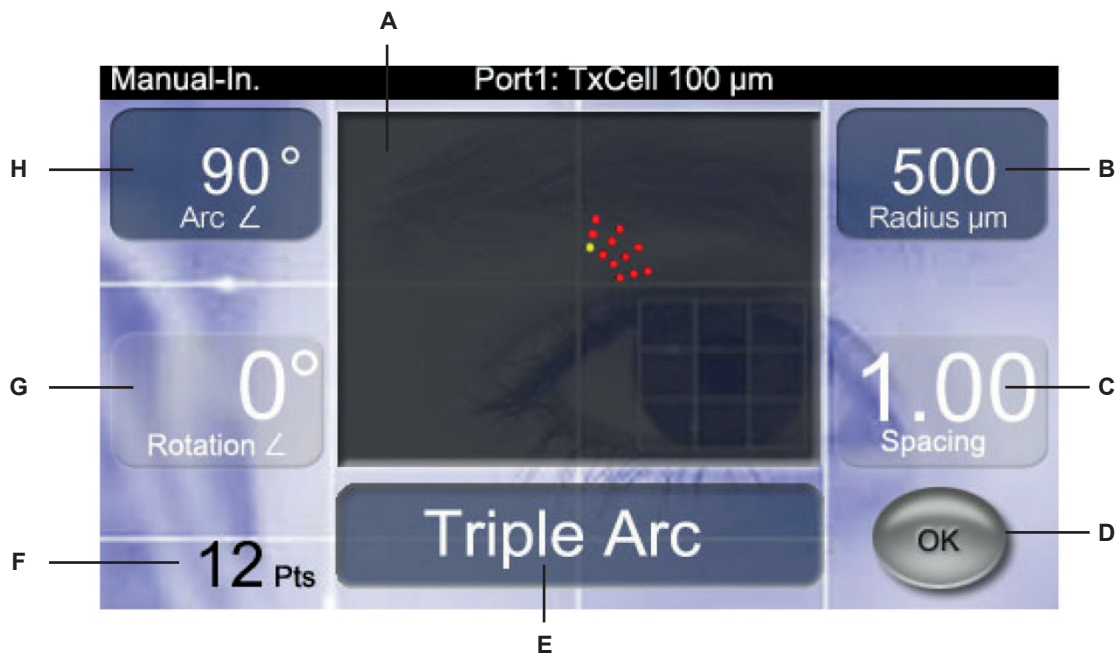 A
Manual-In. Port1: TxCell 100 µm
H
90°
Arc ∠
500
Radius µm
B
G
0°
Rotation ∠
1.00
Spacing
C
F
12 Pts
Triple Arc
OK
D
E